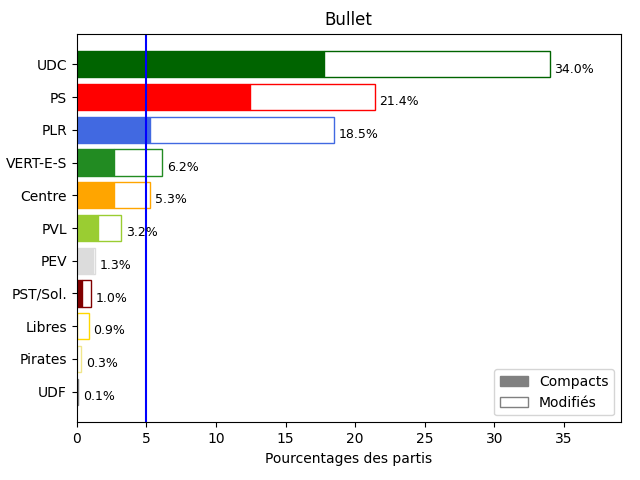 Bullet
UDC 34.0%
PS 21.4%
PLR 18.5%
VERT-E-S 6.2%
Centre 5.3%
PVL 3.2%
PEV 1.3%
PST/Sol. 1.0%
Libres 0.9%
Pirates 0.3%
UDF 0.1%
Compacts
Modifiés
0 5 10 15 20 25 30 35
Pourcentages des partis